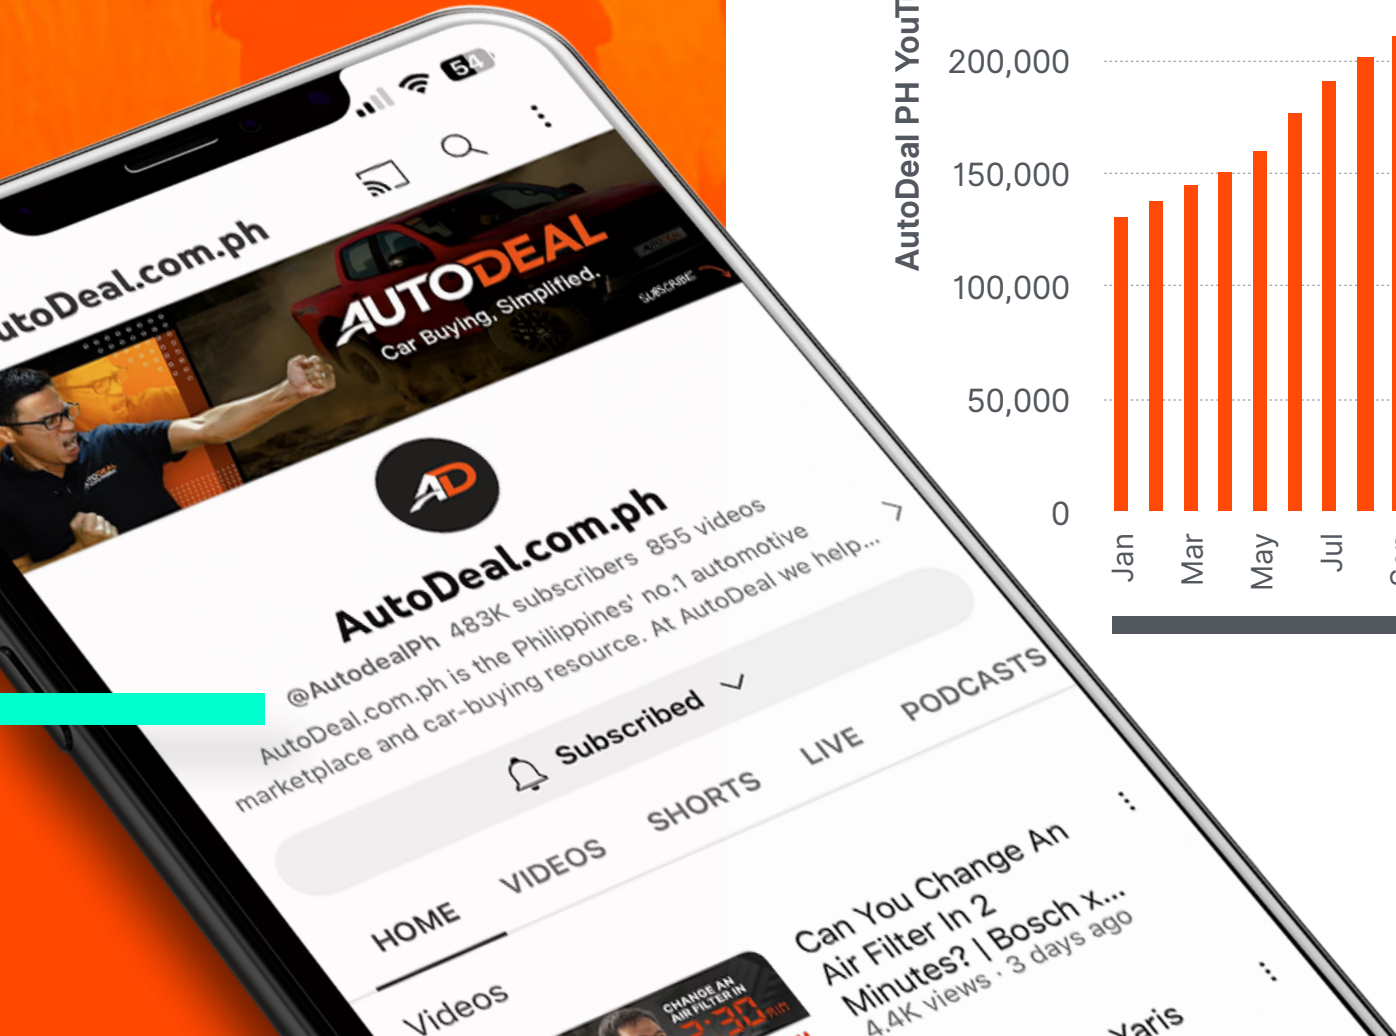 54
utoDeal.com.ph
AUTODEAL
Car Buying, Simplified.
SUBSCRIBE
AUTODEAL
AD
AutoDeal.com.ph
@AutodealPh 483K subscribers 855 videos
AutoDeal.com.ph is the Philippines' no.1 automotive
marketplace and car-buying resource. At AutoDeal we help...
Subscribed
HOME VIDEOS SHORTS LIVE PODCASTS
Videos
CHANGE AN
AIR FILTER IN
Can You Change An
Air Filter In 2
Minutes? | Bosch x...
4.4K views · 3 days ago
Yaris
AutoDeal PH YouT
200,000
150,000
100,000
50,000
0
Jan
Mar
May
Jul